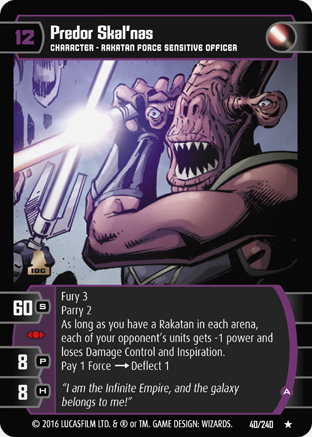 12
Predor Skal'nas
CHARACTER - RAKATAN FORCE SENSITIVE OFFICER
IDC
60 S
8 P
8 H
Fury 3
Parry 2
As long as you have a Rakatan in each arena,
each of your opponent's units gets -1 power and
loses Damage Control and Inspiration.
Pay 1 Force → Deflect 1
"I am the Infinite Empire, and the galaxy
belongs to me!"
A
© 2016 LUCASFILM LTD. & ® or TM. GAME DESIGN: WIZARDS. 40/240 ★